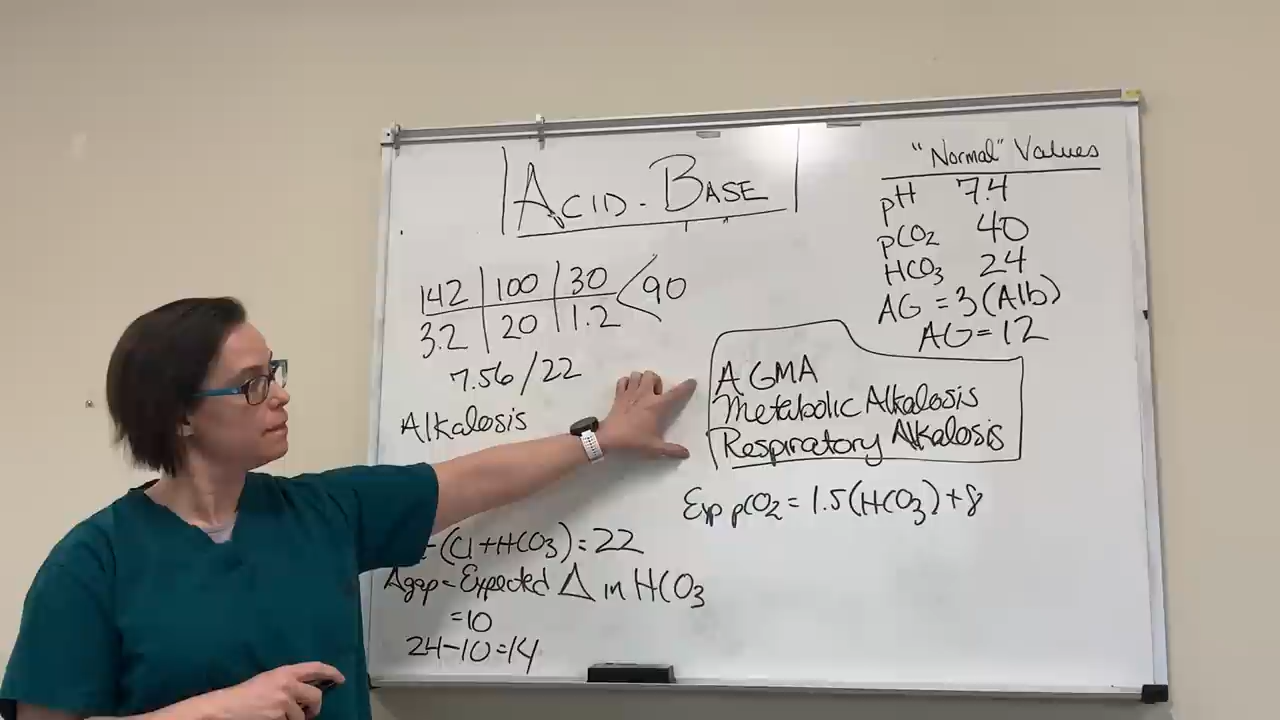 ACID-BASE
142 | 100 | 30 < 90
3.2 | 20 | 1.2
7.56/22
Alkalosis
-(Cl+HCO3)=22
Δgap=Expected Δ in HCO3
=10
24-10=14
"Normal" Values
pH 7.4
pCO2 40
HCO3 24
AG=3(Alb)
AG=12
AGMA
Metabolic Alkalosis
Respiratory Alkalosis
Exp pCO2=1.5(HCO3)+8